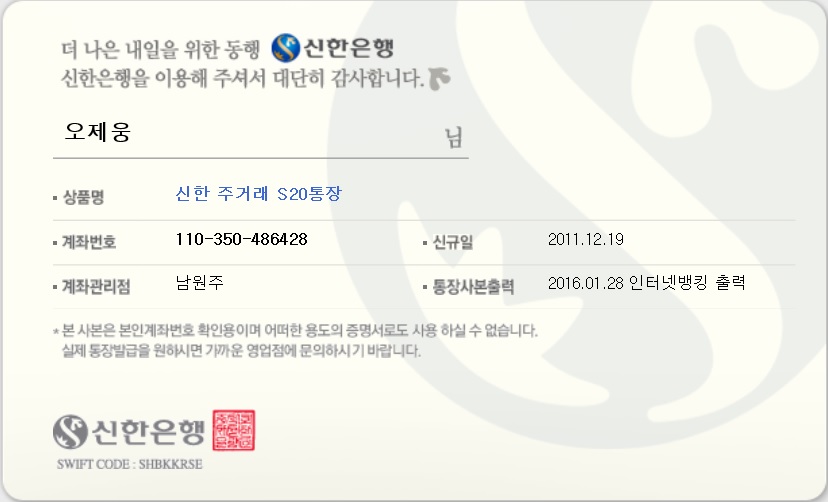 더 나은 내일을 위한 동행 신한은행
신한은행을 이용해 주셔서 대단히 감사합니다.
오제웅 님
상품명 신한 주거래 S20통장
계좌번호 110-350-486428 신규일 2011.12.19
계좌관리점 남원주 통장사본출력 2016.01.28 인터넷뱅킹 출력
* 본 사본은 본인계좌번호 확인용이며 어떠한 용도의 증명서로도 사용 하실 수 없습니다.
실제 통장발급을 원하시면 가까운 영업점에 문의하시기 바랍니다.
신한은행
SWIFT CODE : SHBKKRSE